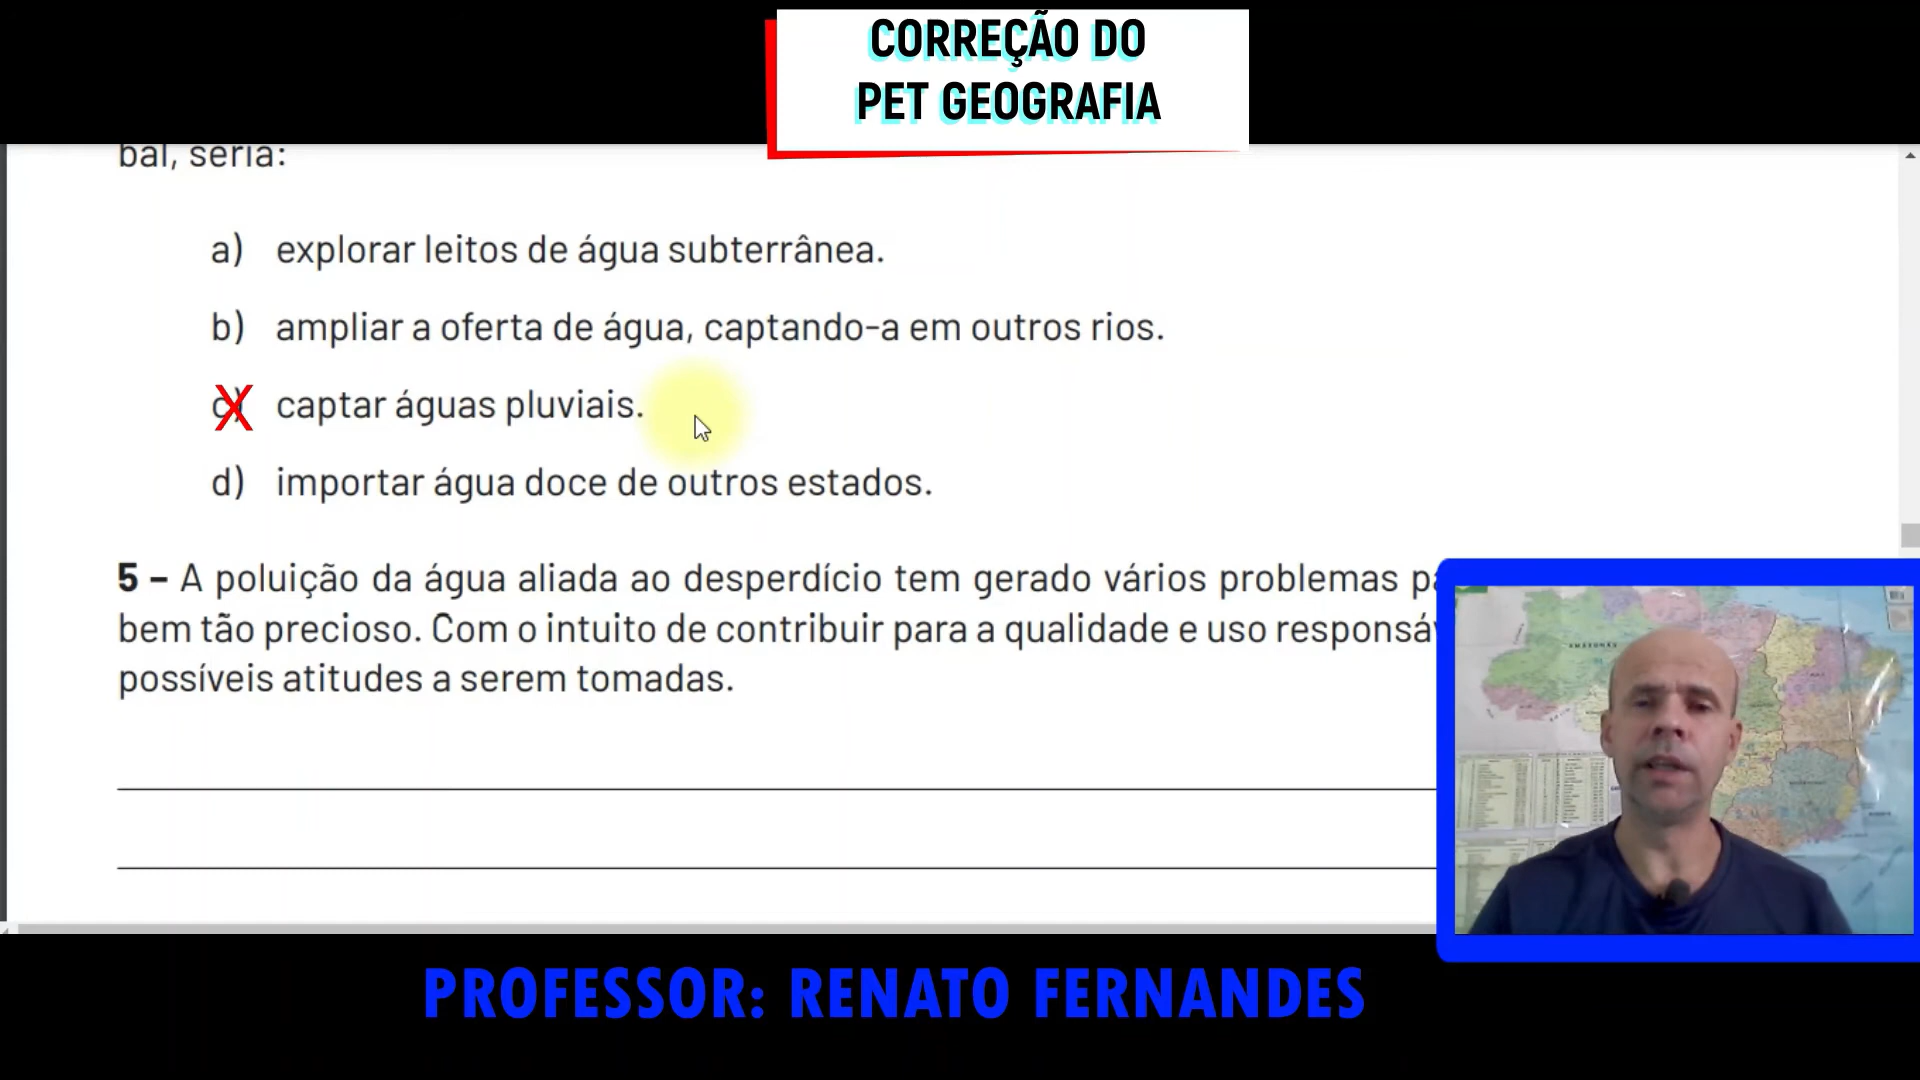 CORREÇÃO DO
PET GEOGRAFIA
bal, seria:
a) explorar leitos de água subterrânea.
b) ampliar a oferta de água, captando-a em outros rios.
c) captar águas pluviais.
d) importar água doce de outros estados.
5 – A poluição da água aliada ao desperdício tem gerado vários problemas
bem tão precioso. Com o intuito de contribuir para a qualidade e uso
possíveis atitudes a serem tomadas.
AMAZONAS
PROFESSOR: RENATO FERNANDES